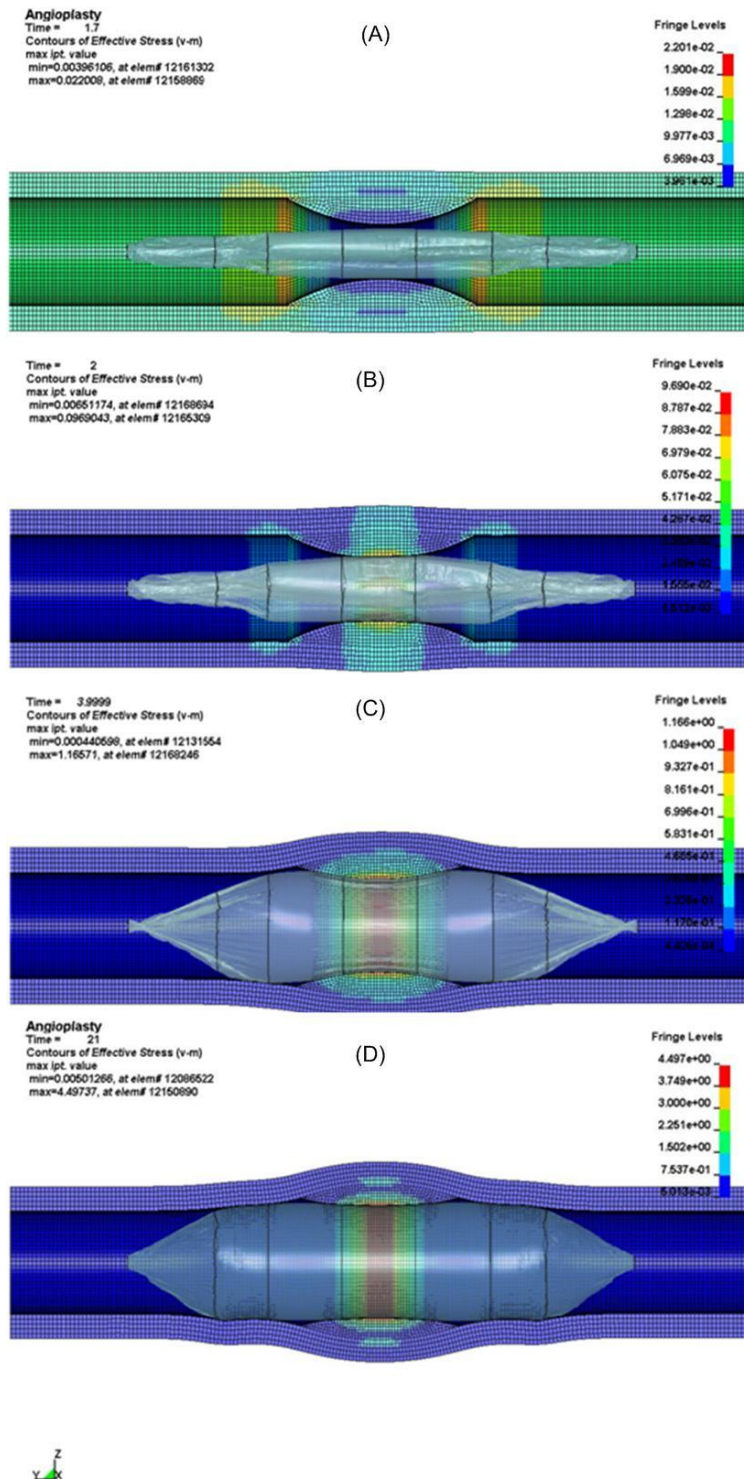 Angioplasty
Time = 1.7
Contours of Effective Stress (v-m)
max ipt. value
min=0.00396106, at elem# 12161302
max=0.022008, at elem# 12158869
(A)
Fringe Levels
2.201e-02
1.900e-02
1.599e-02
1.298e-02
9.977e-03
6.969e-03
3.961e-03
Time = 2
Contours of Effective Stress (v-m)
max ipt. value
min=0.00651174, at elem# 12168694
max=0.0969043, at elem# 12165309
(B)
Fringe Levels
9.690e-02
8.787e-02
7.883e-02
6.979e-02
6.075e-02
5.171e-02
4.267e-02
1.555e-02
Time = 3.9999
Contours of Effective Stress (v-m)
max ipt. value
min=0.000440598, at elem# 12131554
max=1.16571, at elem# 12168246
(C)
Fringe Levels
1.166e+00
1.049e+00
9.327e-01
8.161e-01
6.996e-01
5.831e-01
4.665e-01
1.170e-01
Angioplasty
Time = 21
Contours of Effective Stress (v-m)
max ipt. value
min=0.00501266, at elem# 12086522
max=4.49737, at elem# 12150890
(D)
Fringe Levels
4.497e+00
3.749e+00
3.000e+00
2.251e+00
1.502e+00
7.537e-01
5.013e-03
Z
Y X